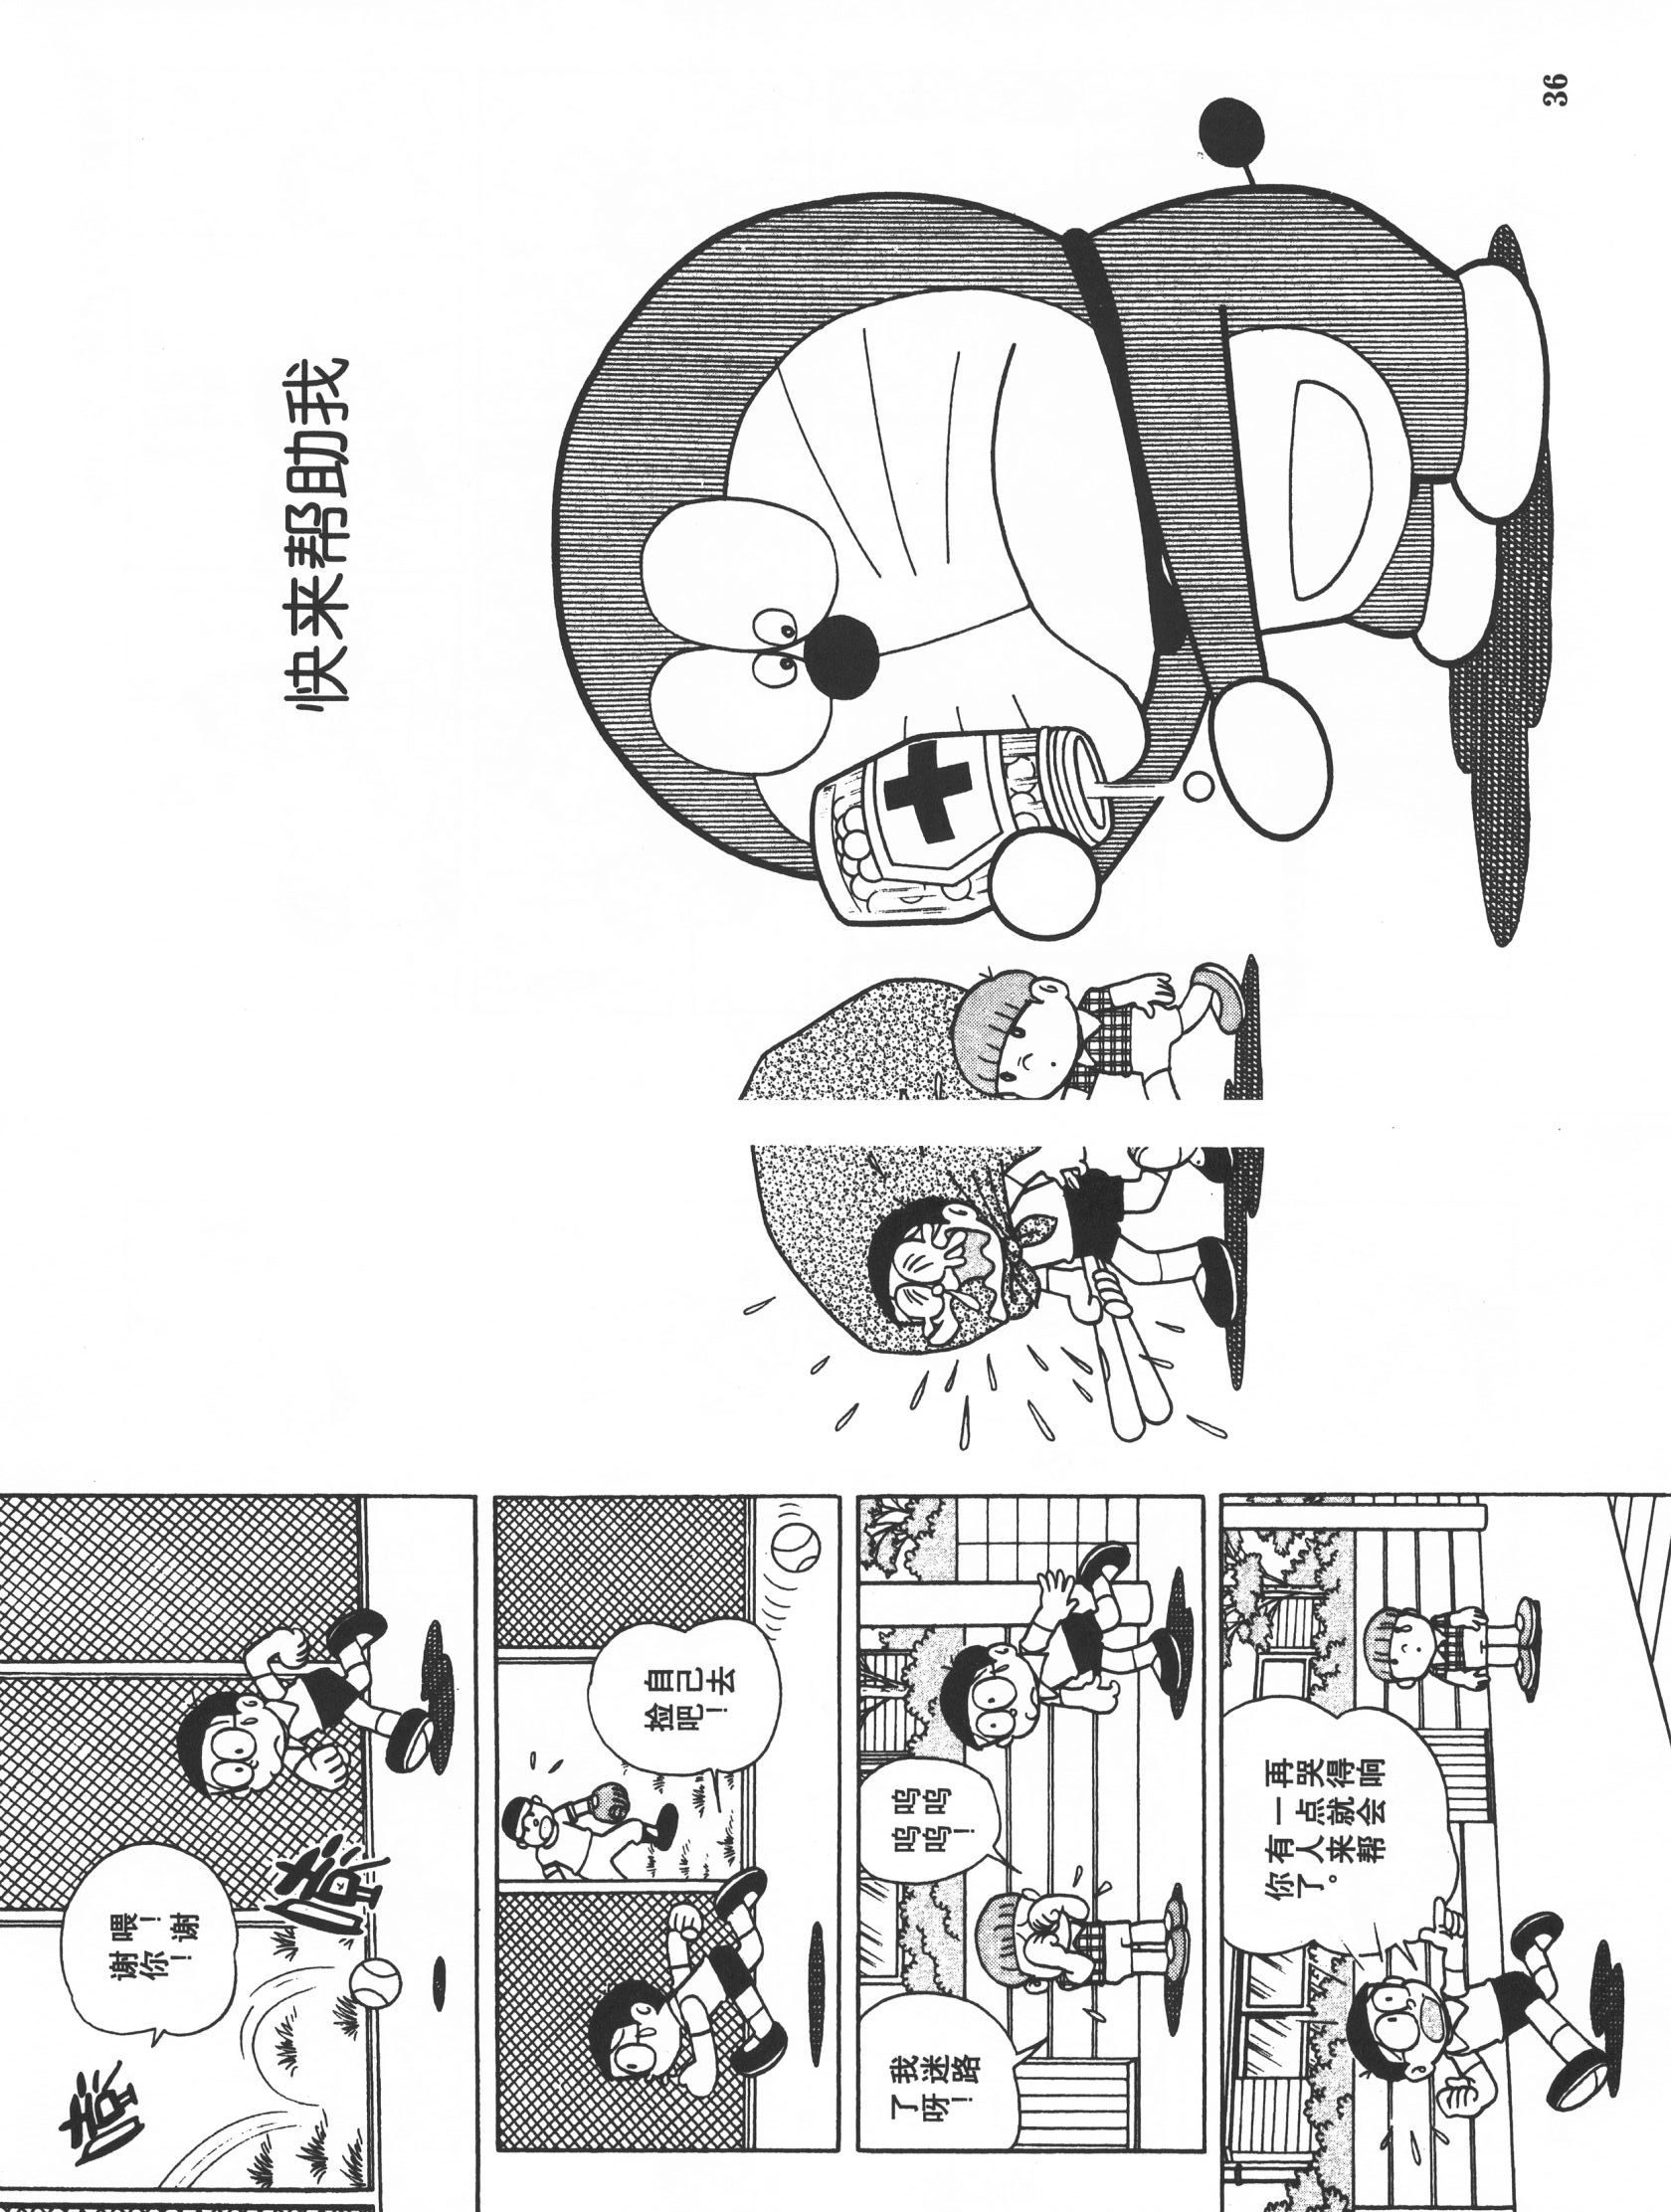 快来帮助我
36
喂！谢
谢你！
自己去
捡吧！
呜呜
呜呜！
我迷路
了呀！
再哭得响
一点就会
有人来帮
你了。